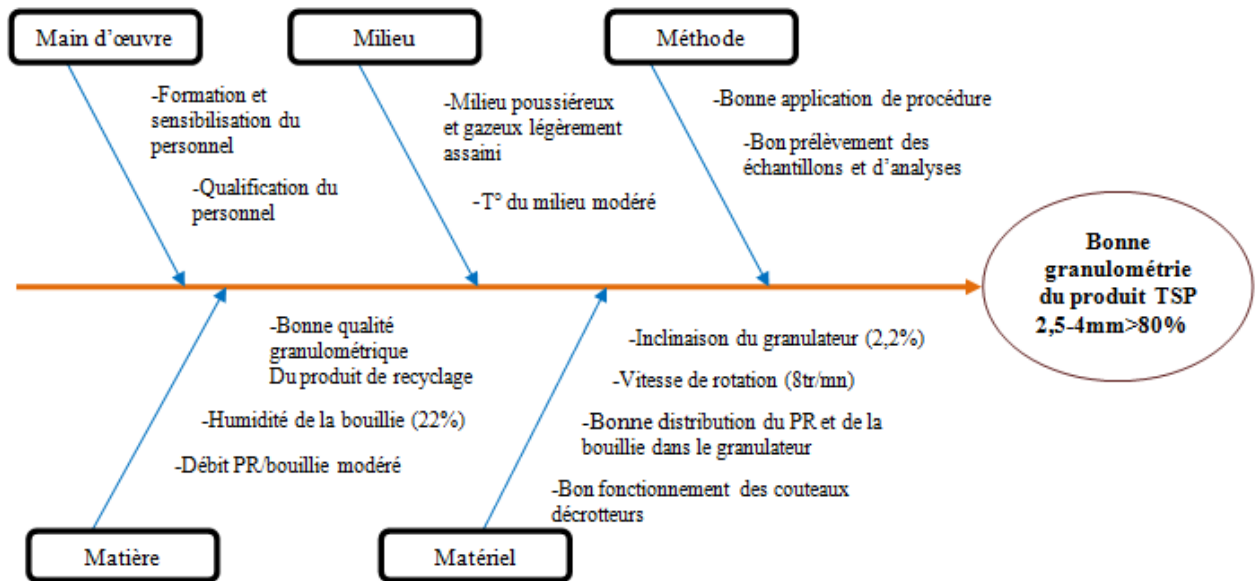 Main d'œuvre
Milieu
Méthode
-Formation et
sensibilisation du
personnel
-Qualification du
personnel
-Milieu poussiéreux
et gazeux légèrement
assaini
-T° du milieu modéré
-Bonne application de procédure
-Bon prélèvement des
échantillons et d'analyses
Bonne
granulométrie
du produit TSP
2,5-4mm>80%
-Bonne qualité
granulométrique
Du produit de recyclage
-Humidité de la bouillie (22%)
-Débit PR/bouillie modéré
-Inclinaison du granulateur (2,2%)
-Vitesse de rotation (8tr/mn)
-Bonne distribution du PR et de la
bouillie dans le granulateur
-Bon fonctionnement des couteaux
décrotteurs
Matière
Matériel